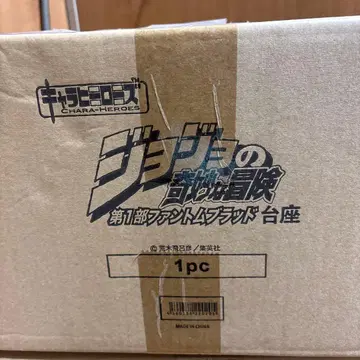 キャラヒーローズ™
CHARA-HEROES
ジョジョの
奇妙な冒険
第1部ファントムブラッド 台座
© 荒木飛呂彦／集英社
1pc
MADE IN CHINA